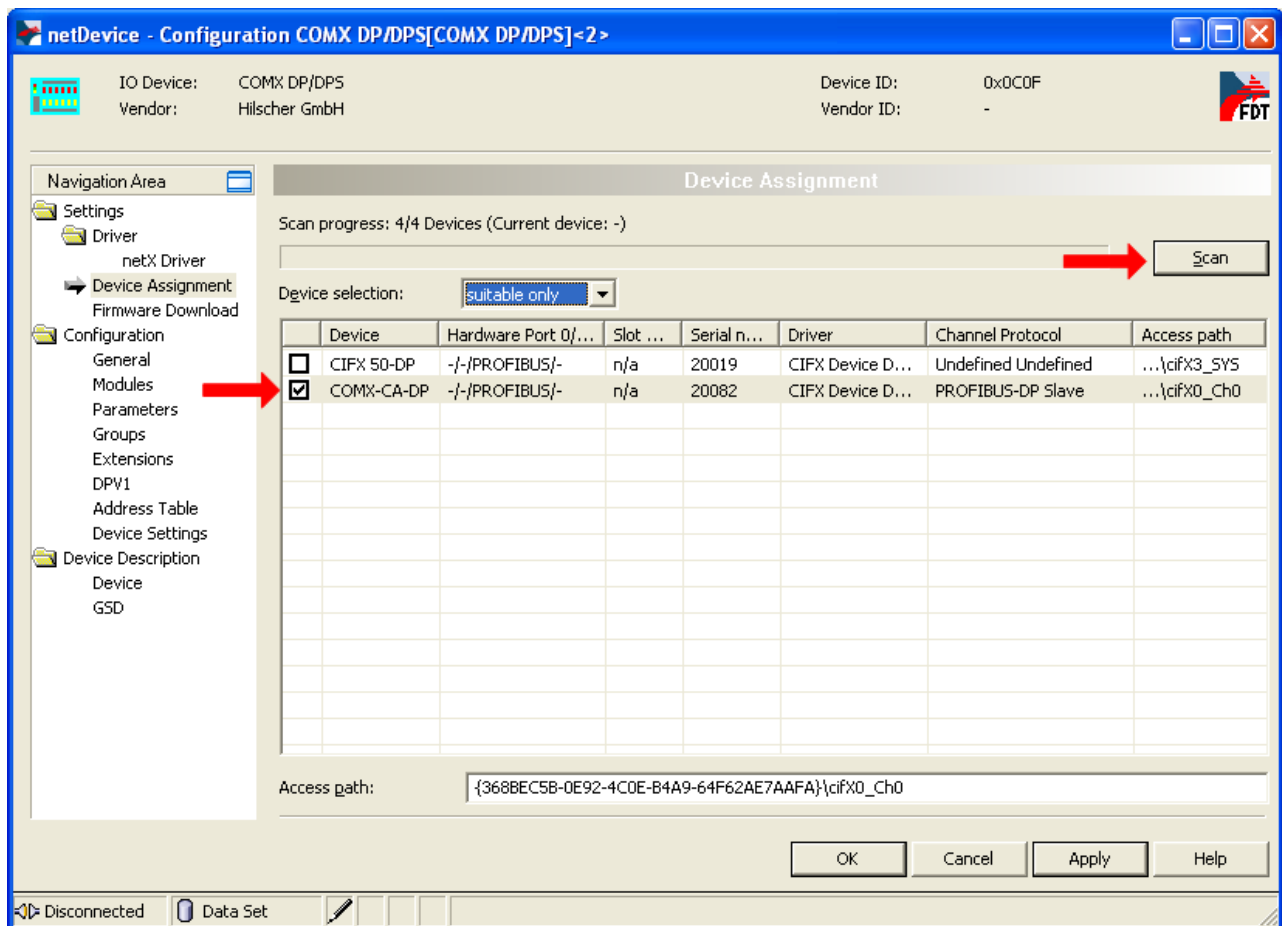 netDevice - Configuration COMX DP/DPS[COMX DP/DPS]<2>
IO Device: COMX DP/DPS Device ID: 0x0C0F
Vendor: Hilscher GmbH Vendor ID: -
FDT
Navigation Area
Settings
Driver
netX Driver
Device Assignment
Firmware Download
Configuration
General
Modules
Parameters
Groups
Extensions
DPV1
Address Table
Device Settings
Device Description
Device
GSD
Device Assignment
Scan progress: 4/4 Devices (Current device: -)
Scan
Device selection: suitable only
Device Hardware Port 0/... Slot ... Serial n... Driver Channel Protocol Access path
CIFX 50-DP -/-/PROFIBUS/- n/a 20019 CIFX Device D... Undefined Undefined ...\cifX3_SYS
COMX-CA-DP -/-/PROFIBUS/- n/a 20082 CIFX Device D... PROFIBUS-DP Slave ...\cifX0_Ch0
Access path: {368BEC5B-0E92-4C0E-B4A9-64F62AE7AAFA}\cifX0_Ch0
OK Cancel Apply Help
Disconnected Data Set